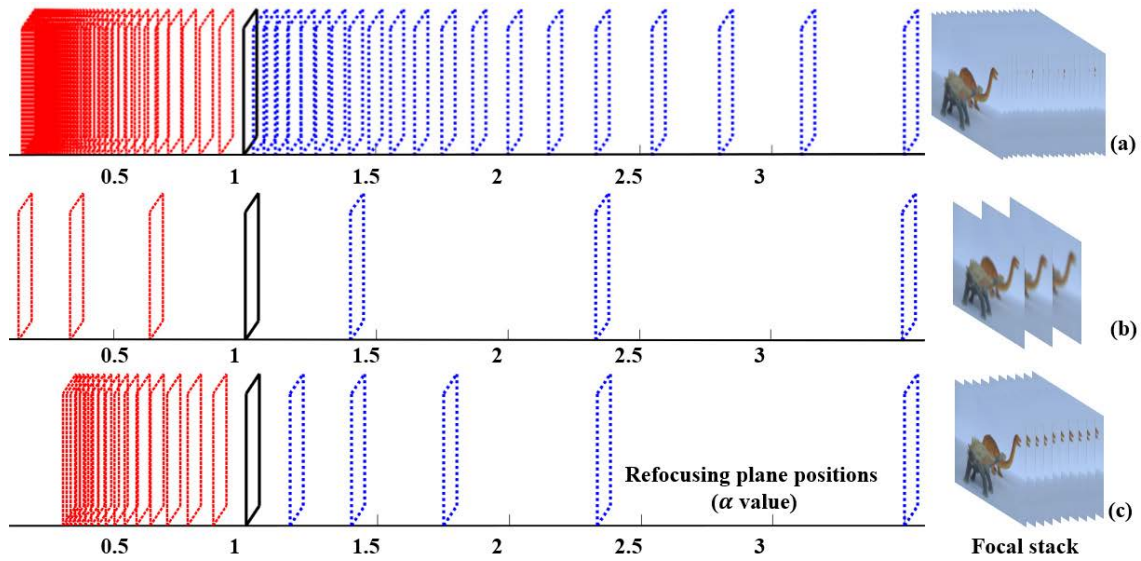 (a)
0.5 1 1.5 2 2.5 3
(b)
0.5 1 1.5 2 2.5 3
Refocusing plane positions
(α value)
(c)
0.5 1 1.5 2 2.5 3
Focal stack